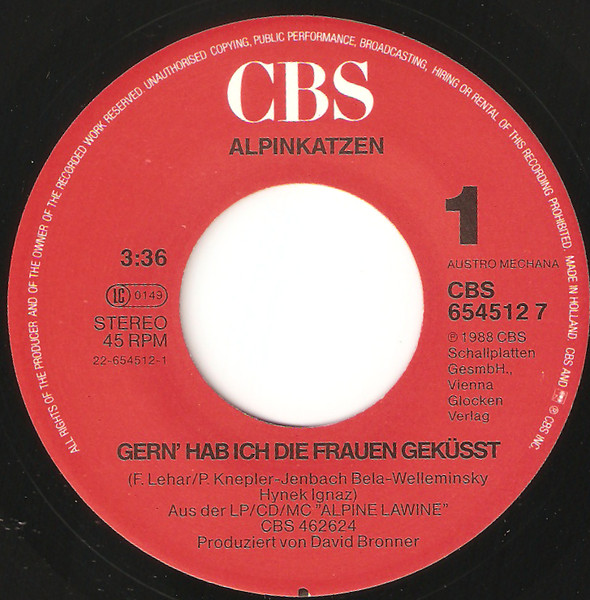 ALL RIGHTS OF THE PRODUCER AND OF THE OWNER OF THE RECORDED WORK RESERVED. UNAUTHORISED COPYING, PUBLIC PERFORMANCE, BROADCASTING, HIRING OR RENTAL OF THIS RECORDING PROHIBITED. MADE IN HOLLAND. CBS AND ARE ® CBS INC.
CBS
ALPINKATZEN
1
3:36
AUSTRO MECHANA
LC 0149
CBS
654512 7
STEREO
45 RPM
22-654512-1
℗ 1988 CBS
Schallplatten
GesmbH.,
Vienna
Glocken
Verlag
GERN' HAB ICH DIE FRAUEN GEKÜSST
(F. Lehar/P. Knepler-Jenbach Bela-Welleminsky
Hynek Ignaz)
Aus der LP/CD/MC "ALPINE LAWINE"
CBS 462624
Produziert von David Bronner